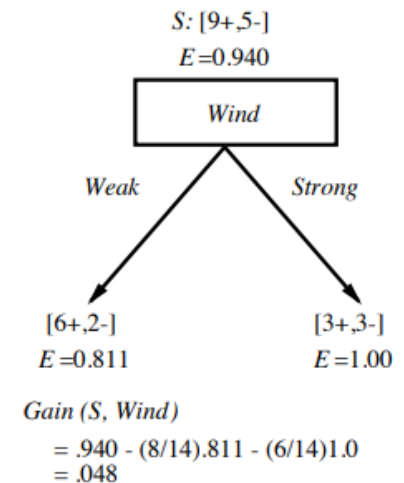 S: [9+,5-]
E=0.940
Wind
Weak
Strong
[6+,2-]
[3+,3-]
E=0.811
E=1.00
Gain (S, Wind)
= .940 - (8/14).811 - (6/14)1.0
= .048